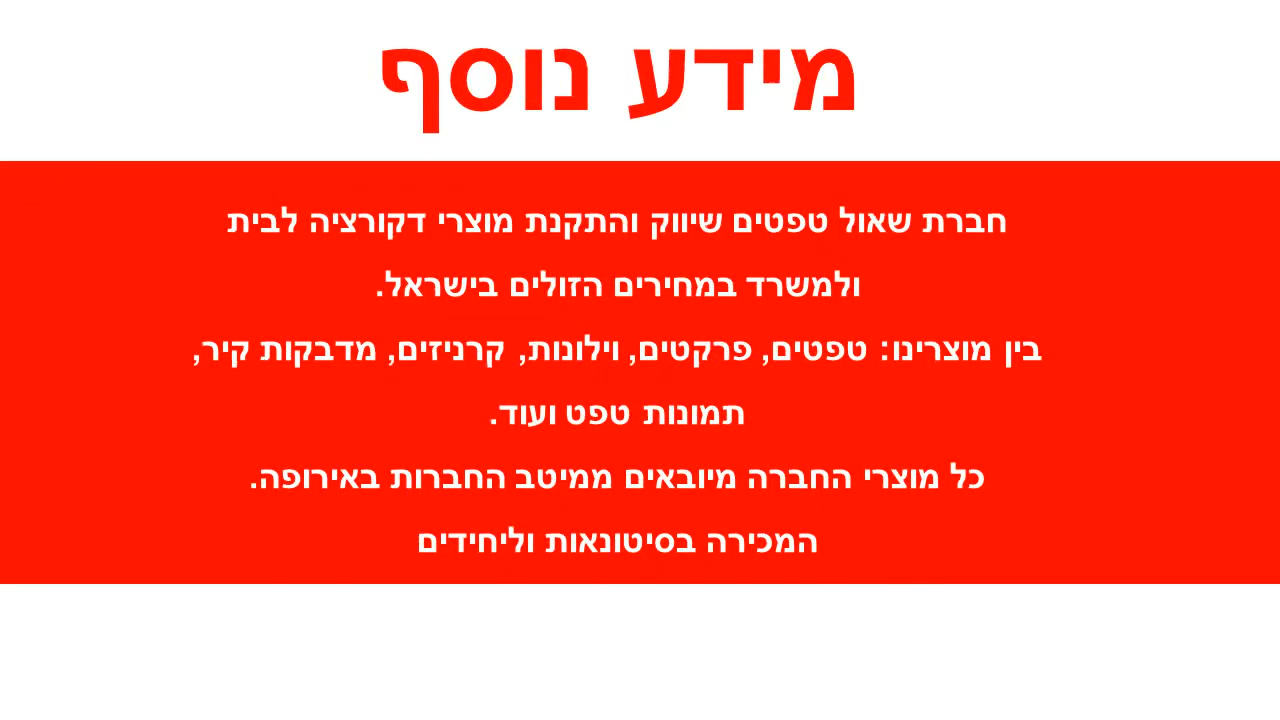 מידע נוסף
חברת שאול טפטים שיווק והתקנת מוצרי דקורציה לבית
ולמשרד במחירים הזולים בישראל.
בין מוצרינו: טפטים, פרקטים, וילונות, קרניזים, מדבקות קיר,
תמונות טפט ועוד.
כל מוצרי החברה מיובאים ממיטב החברות באירופה.
המכירה בסיטונאות וליחידים